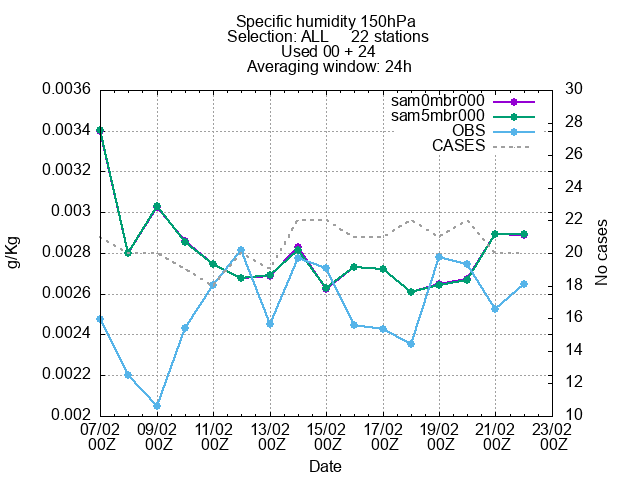 Specific humidity 150hPa
Selection: ALL 22 stations
Used 00 + 24
Averaging window: 24h
sam0mbr000
sam5mbr000
OBS
CASES
0.0036
0.0034
0.0032
0.003
0.0028
0.0026
0.0024
0.0022
0.002
g/Kg
30
28
26
24
22
20
18
16
14
12
10
No cases
07/02 09/02 11/02 13/02 15/02 17/02 19/02 21/02 23/02
00Z 00Z 00Z 00Z 00Z 00Z 00Z 00Z 00Z
Date